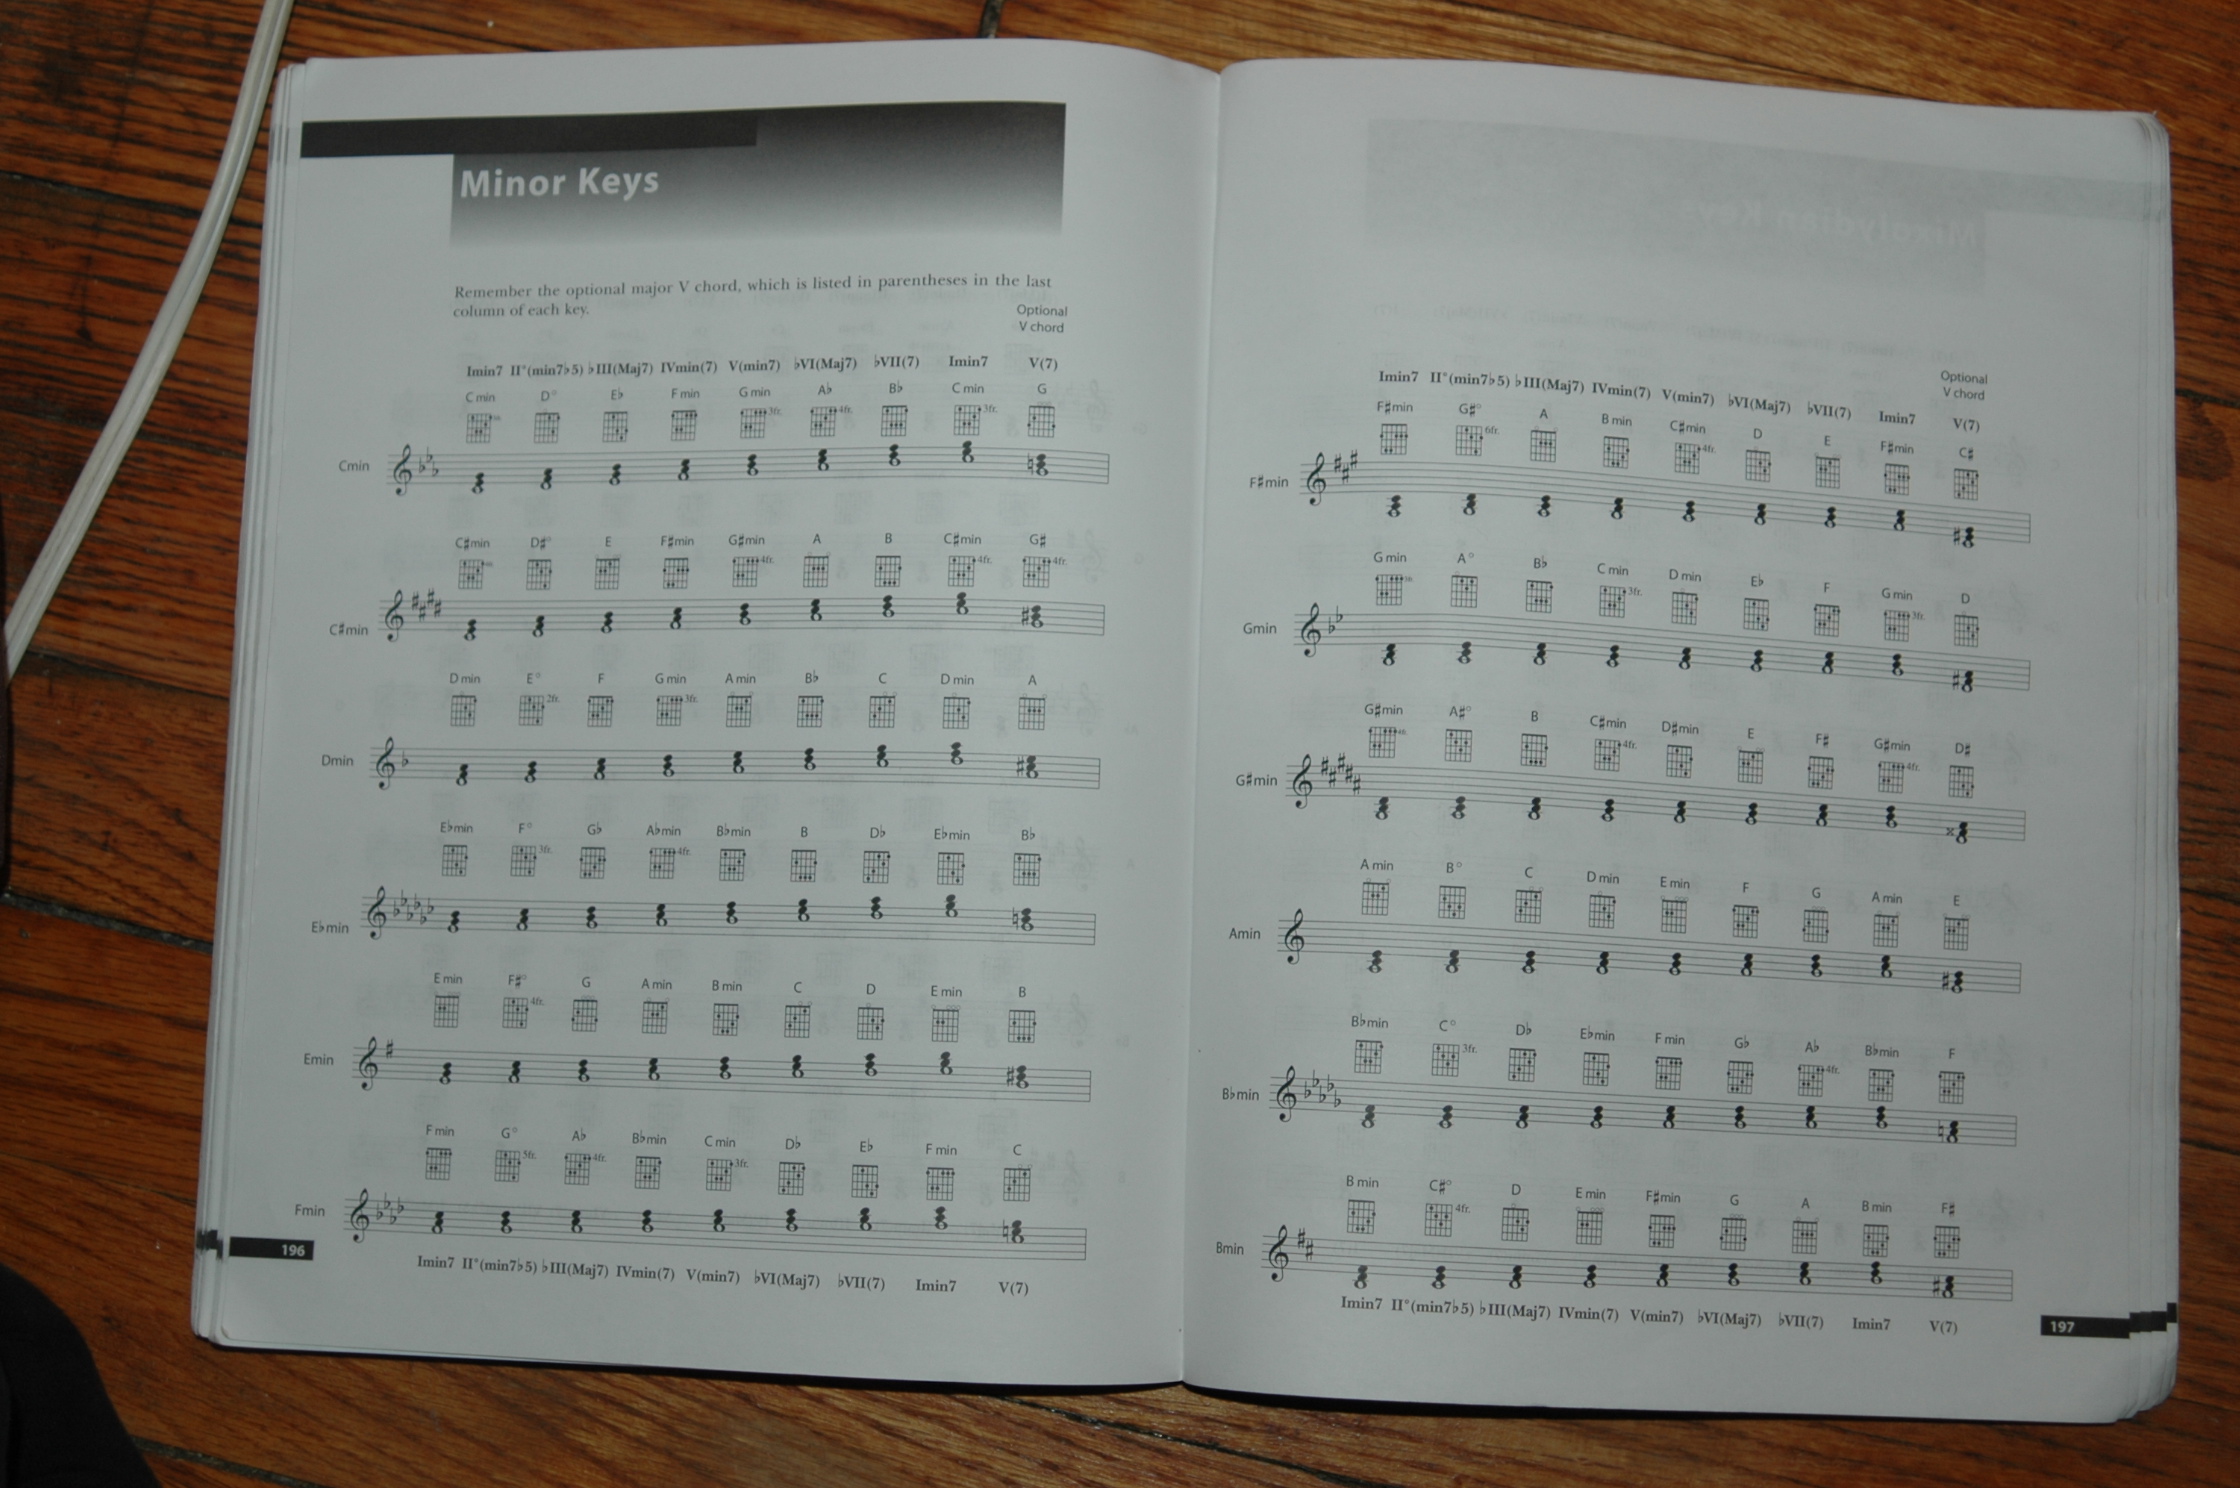 Minor Keys
Remember the optional major V chord, which is listed in parentheses in the last
column of each key.
Optional
V chord
Imin7 II°(min7♭5) ♭III(Maj7) IVmin(7) V(min7) ♭VI(Maj7) ♭VII(7) Imin7 V(7)
C min D° E♭ F min G min A♭ B♭ C min G
3fr. 4fr. 3fr.
Cmin
C♯min D♯° E F♯min G♯min A B C♯min G♯
4fr. 4fr. 4fr.
C♯min
D min E° F G min A min B♭ C D min A
2fr. 3fr.
Dmin
E♭min F° G♭ A♭min B♭min B D♭ E♭min B♭
3fr. 4fr.
E♭min
E min F♯° G A min B min C D E min B
4fr.
Emin
F min G° A♭ B♭min C min D♭ E♭ F min C
5fr. 4fr. 3fr.
Fmin
196
Imin7 II°(min7♭5) ♭III(Maj7) IVmin(7) V(min7) ♭VI(Maj7) ♭VII(7) Imin7 V(7)
Optional
V chord
Imin7 II°(min7♭5) ♭III(Maj7) IVmin(7) V(min7) ♭VI(Maj7) ♭VII(7) Imin7 V(7)
F♯min G♯° A B min C♯min D E F♯min C♯
6fr. 4fr.
F♯min
G min A° B♭ C min D min E♭ F G min D
3fr. 3fr.
Gmin
G♯min A♯° B C♯min D♯min E F♯ G♯min D♯
4fr. 4fr. 4fr.
G♯min
A min B° C D min E min F G A min E
Amin
B♭min C° D♭ E♭min F min G♭ A♭ B♭min F
3fr. 4fr.
B♭min
B min C♯° D E min F♯min G A B min F♯
4fr.
Bmin
Imin7 II°(min7♭5) ♭III(Maj7) IVmin(7) V(min7) ♭VI(Maj7) ♭VII(7) Imin7 V(7)
197